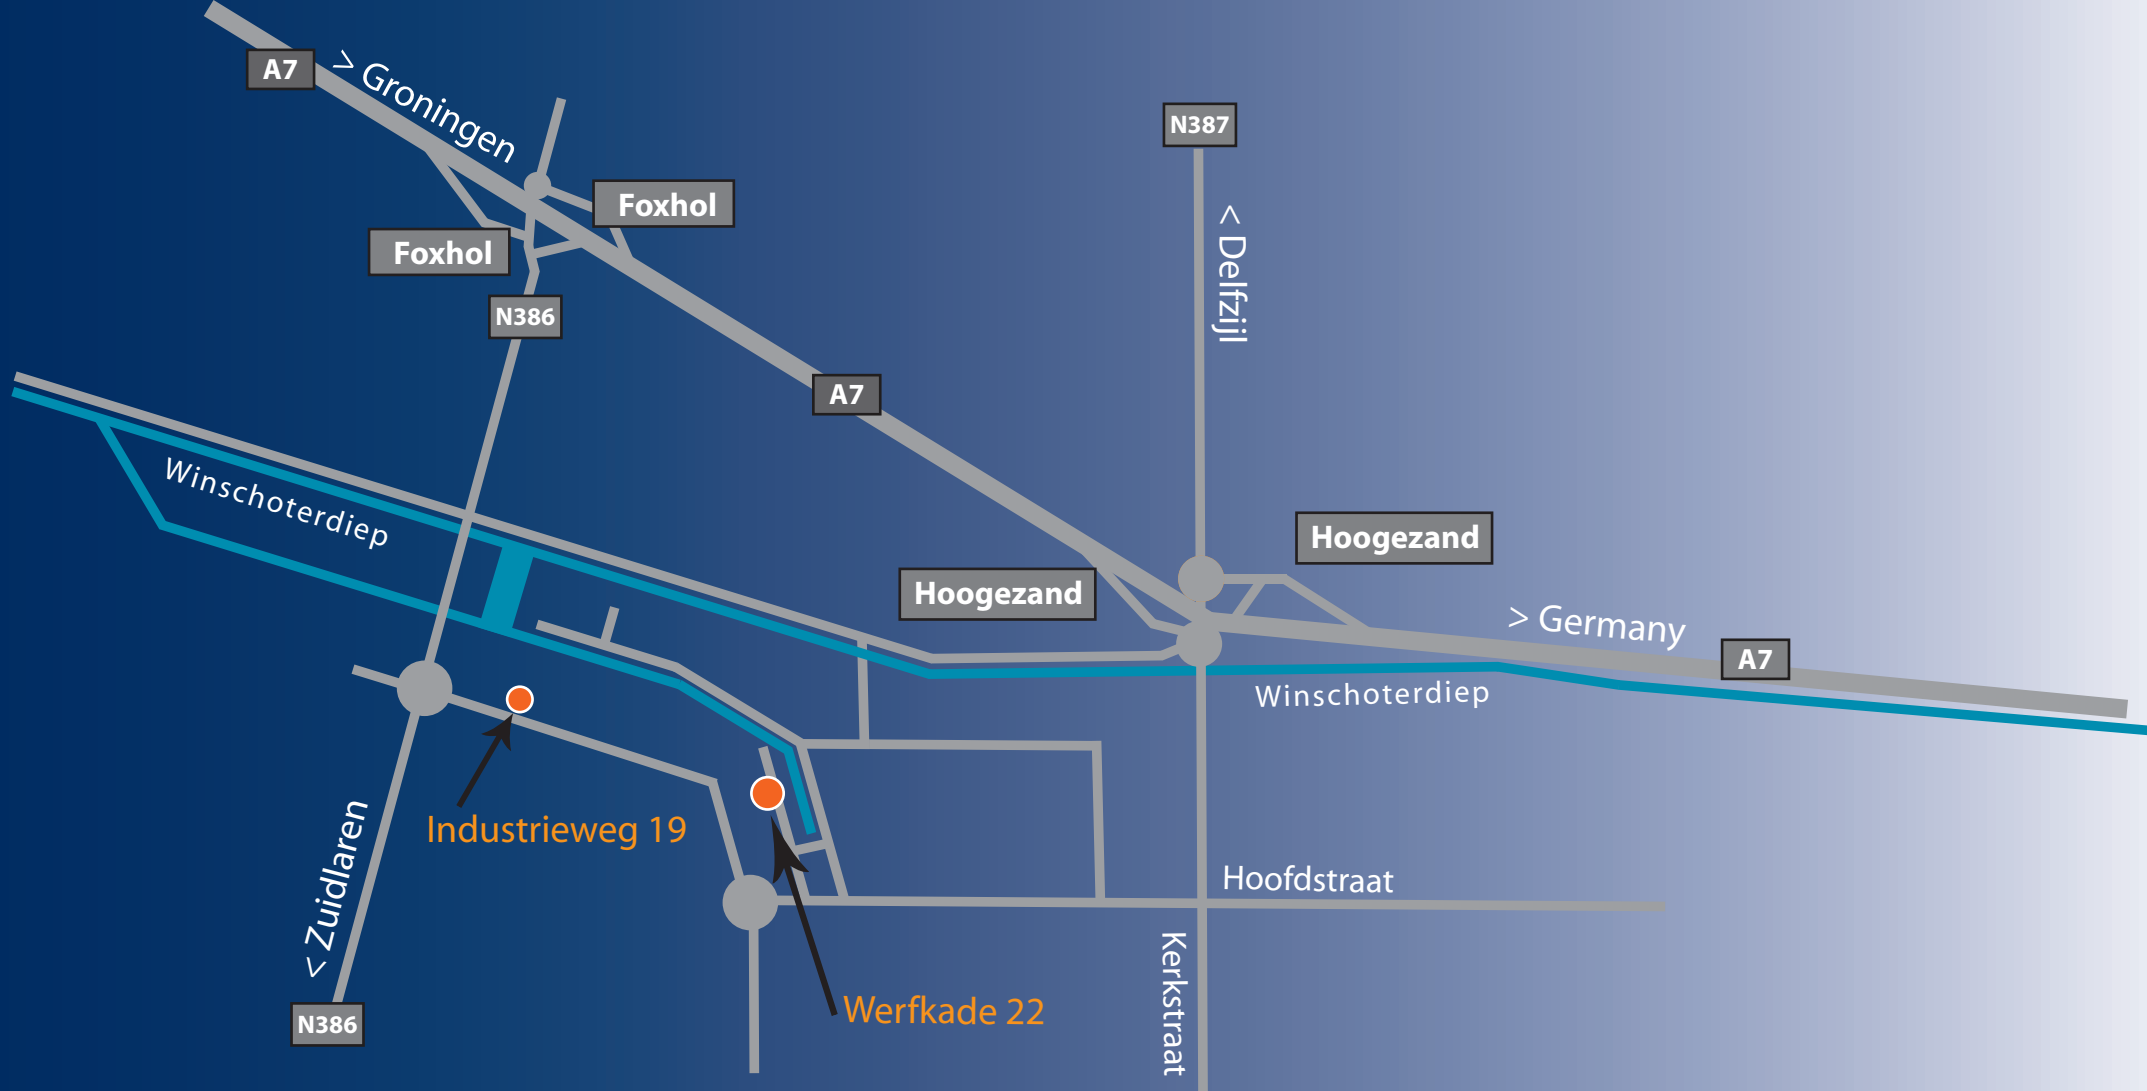 A7
> Groningen
N387
Foxhol
Foxhol
< Delfzijl
N386
A7
Winschoterdiep
Hoogezand
Hoogezand
> Germany
A7
Winschoterdiep
Industrieweg 19
< Zuidlaren
Hoofdstraat
Kerkstraat
Werfkade 22
N386